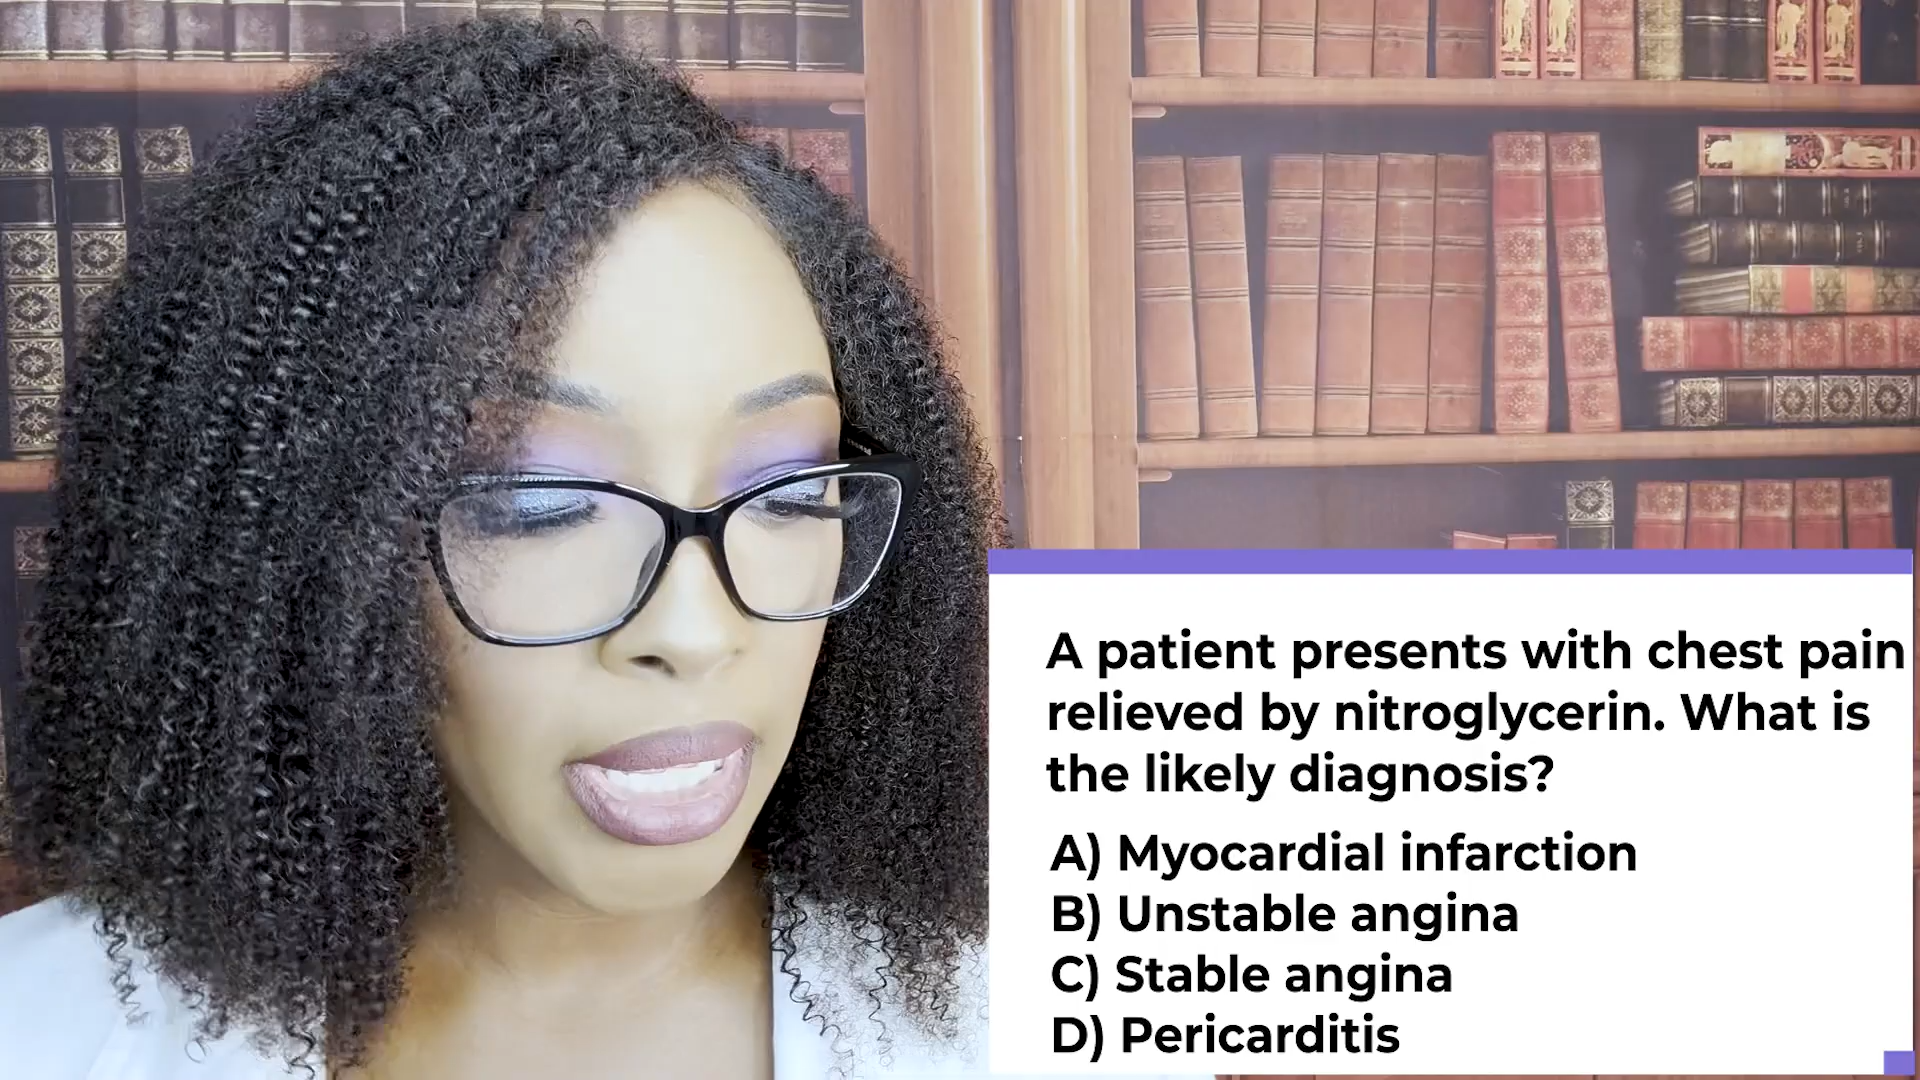 A patient presents with chest pain
relieved by nitroglycerin. What is
the likely diagnosis?
A) Myocardial infarction
B) Unstable angina
C) Stable angina
D) Pericarditis